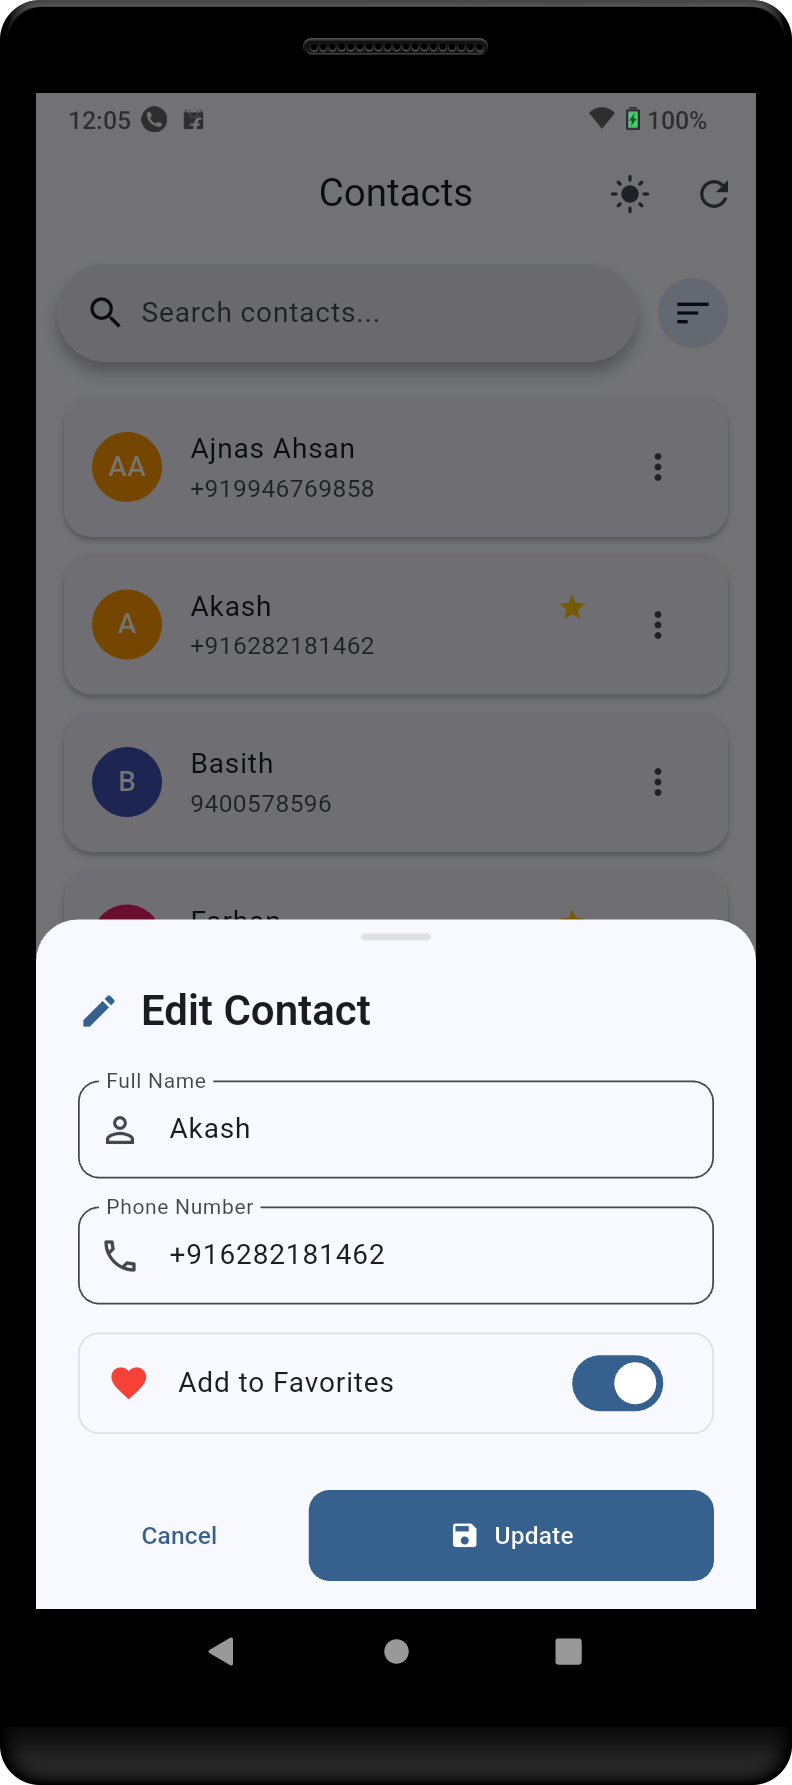 12:05 100%
Contacts
Search contacts...
AA
Ajnas Ahsan
+919946769858
A
Akash
+916282181462
B
Basith
9400578596
Farhan
Edit Contact
Full Name
Akash
Phone Number
+916282181462
Add to Favorites
Cancel
Update